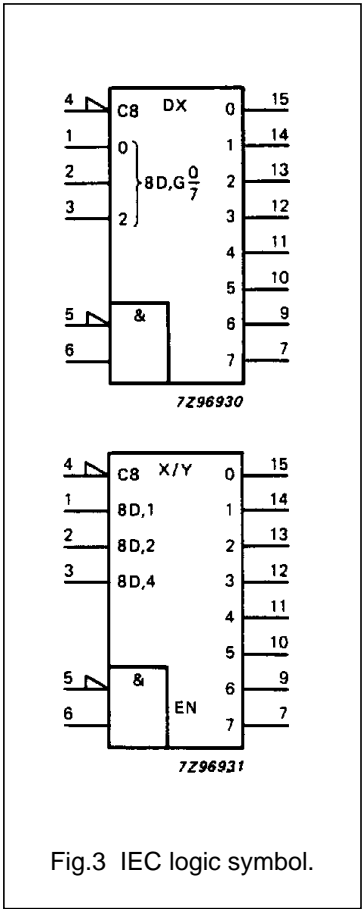 4 C8 DX 0 15
1 0 1 14
2 8D,G 0/7 2 13
3 2 3 12
4 11
5 10
5 & 6 9
6 7 7
7Z96930
4 C8 X/Y 0 15
1 8D,1 1 14
2 8D,2 2 13
3 8D,4 3 12
4 11
5 10
5 & 6 9
6 EN 7 7
7Z96931
Fig.3 IEC logic symbol.